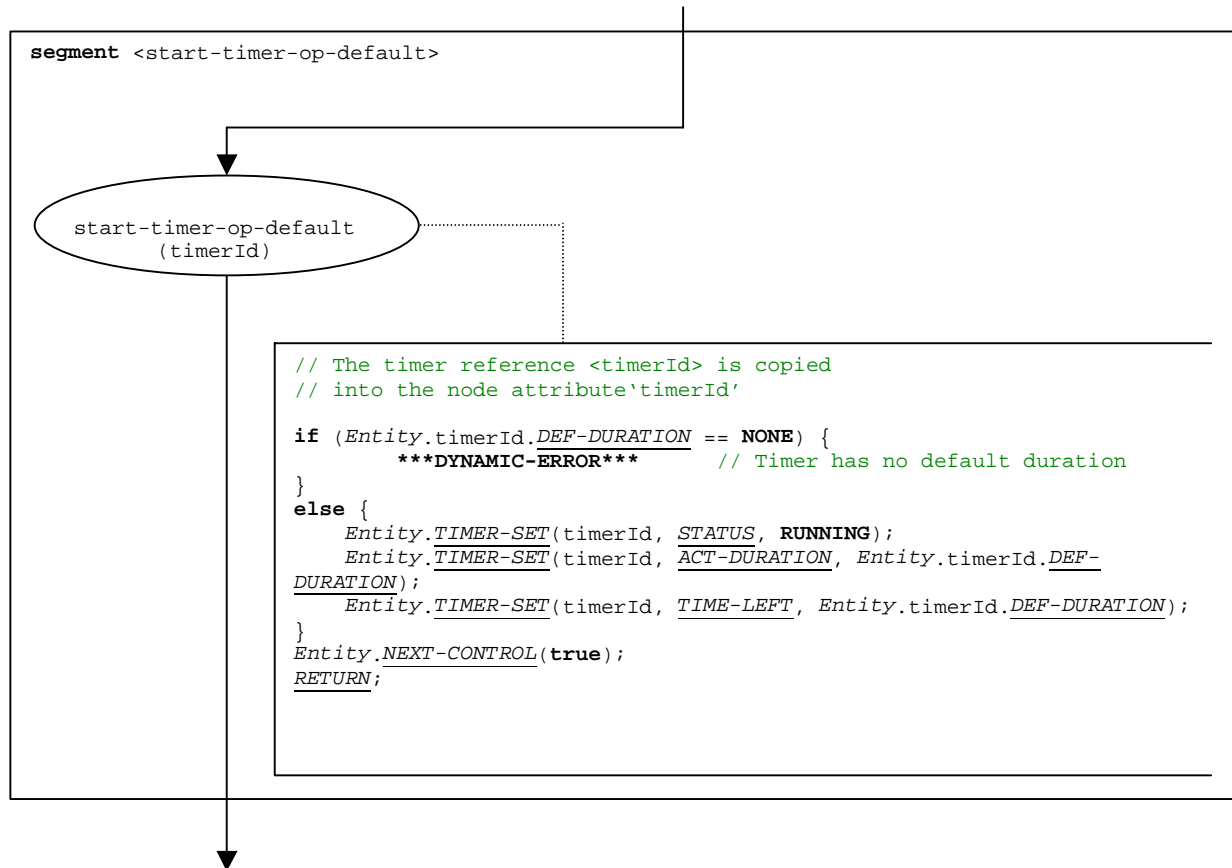 segment <start-timer-op-default>
start-timer-op-default
(timerId)
// The timer reference <timerId> is copied
// into the node attribute‘timerId’
if (Entity.timerId.DEF-DURATION == NONE) {
***DYNAMIC-ERROR*** // Timer has no default duration
}
else {
Entity.TIMER-SET(timerId, STATUS, RUNNING);
Entity.TIMER-SET(timerId, ACT-DURATION, Entity.timerId.DEF-
DURATION);
Entity.TIMER-SET(timerId, TIME-LEFT, Entity.timerId.DEF-DURATION);
}
Entity.NEXT-CONTROL(true);
RETURN;